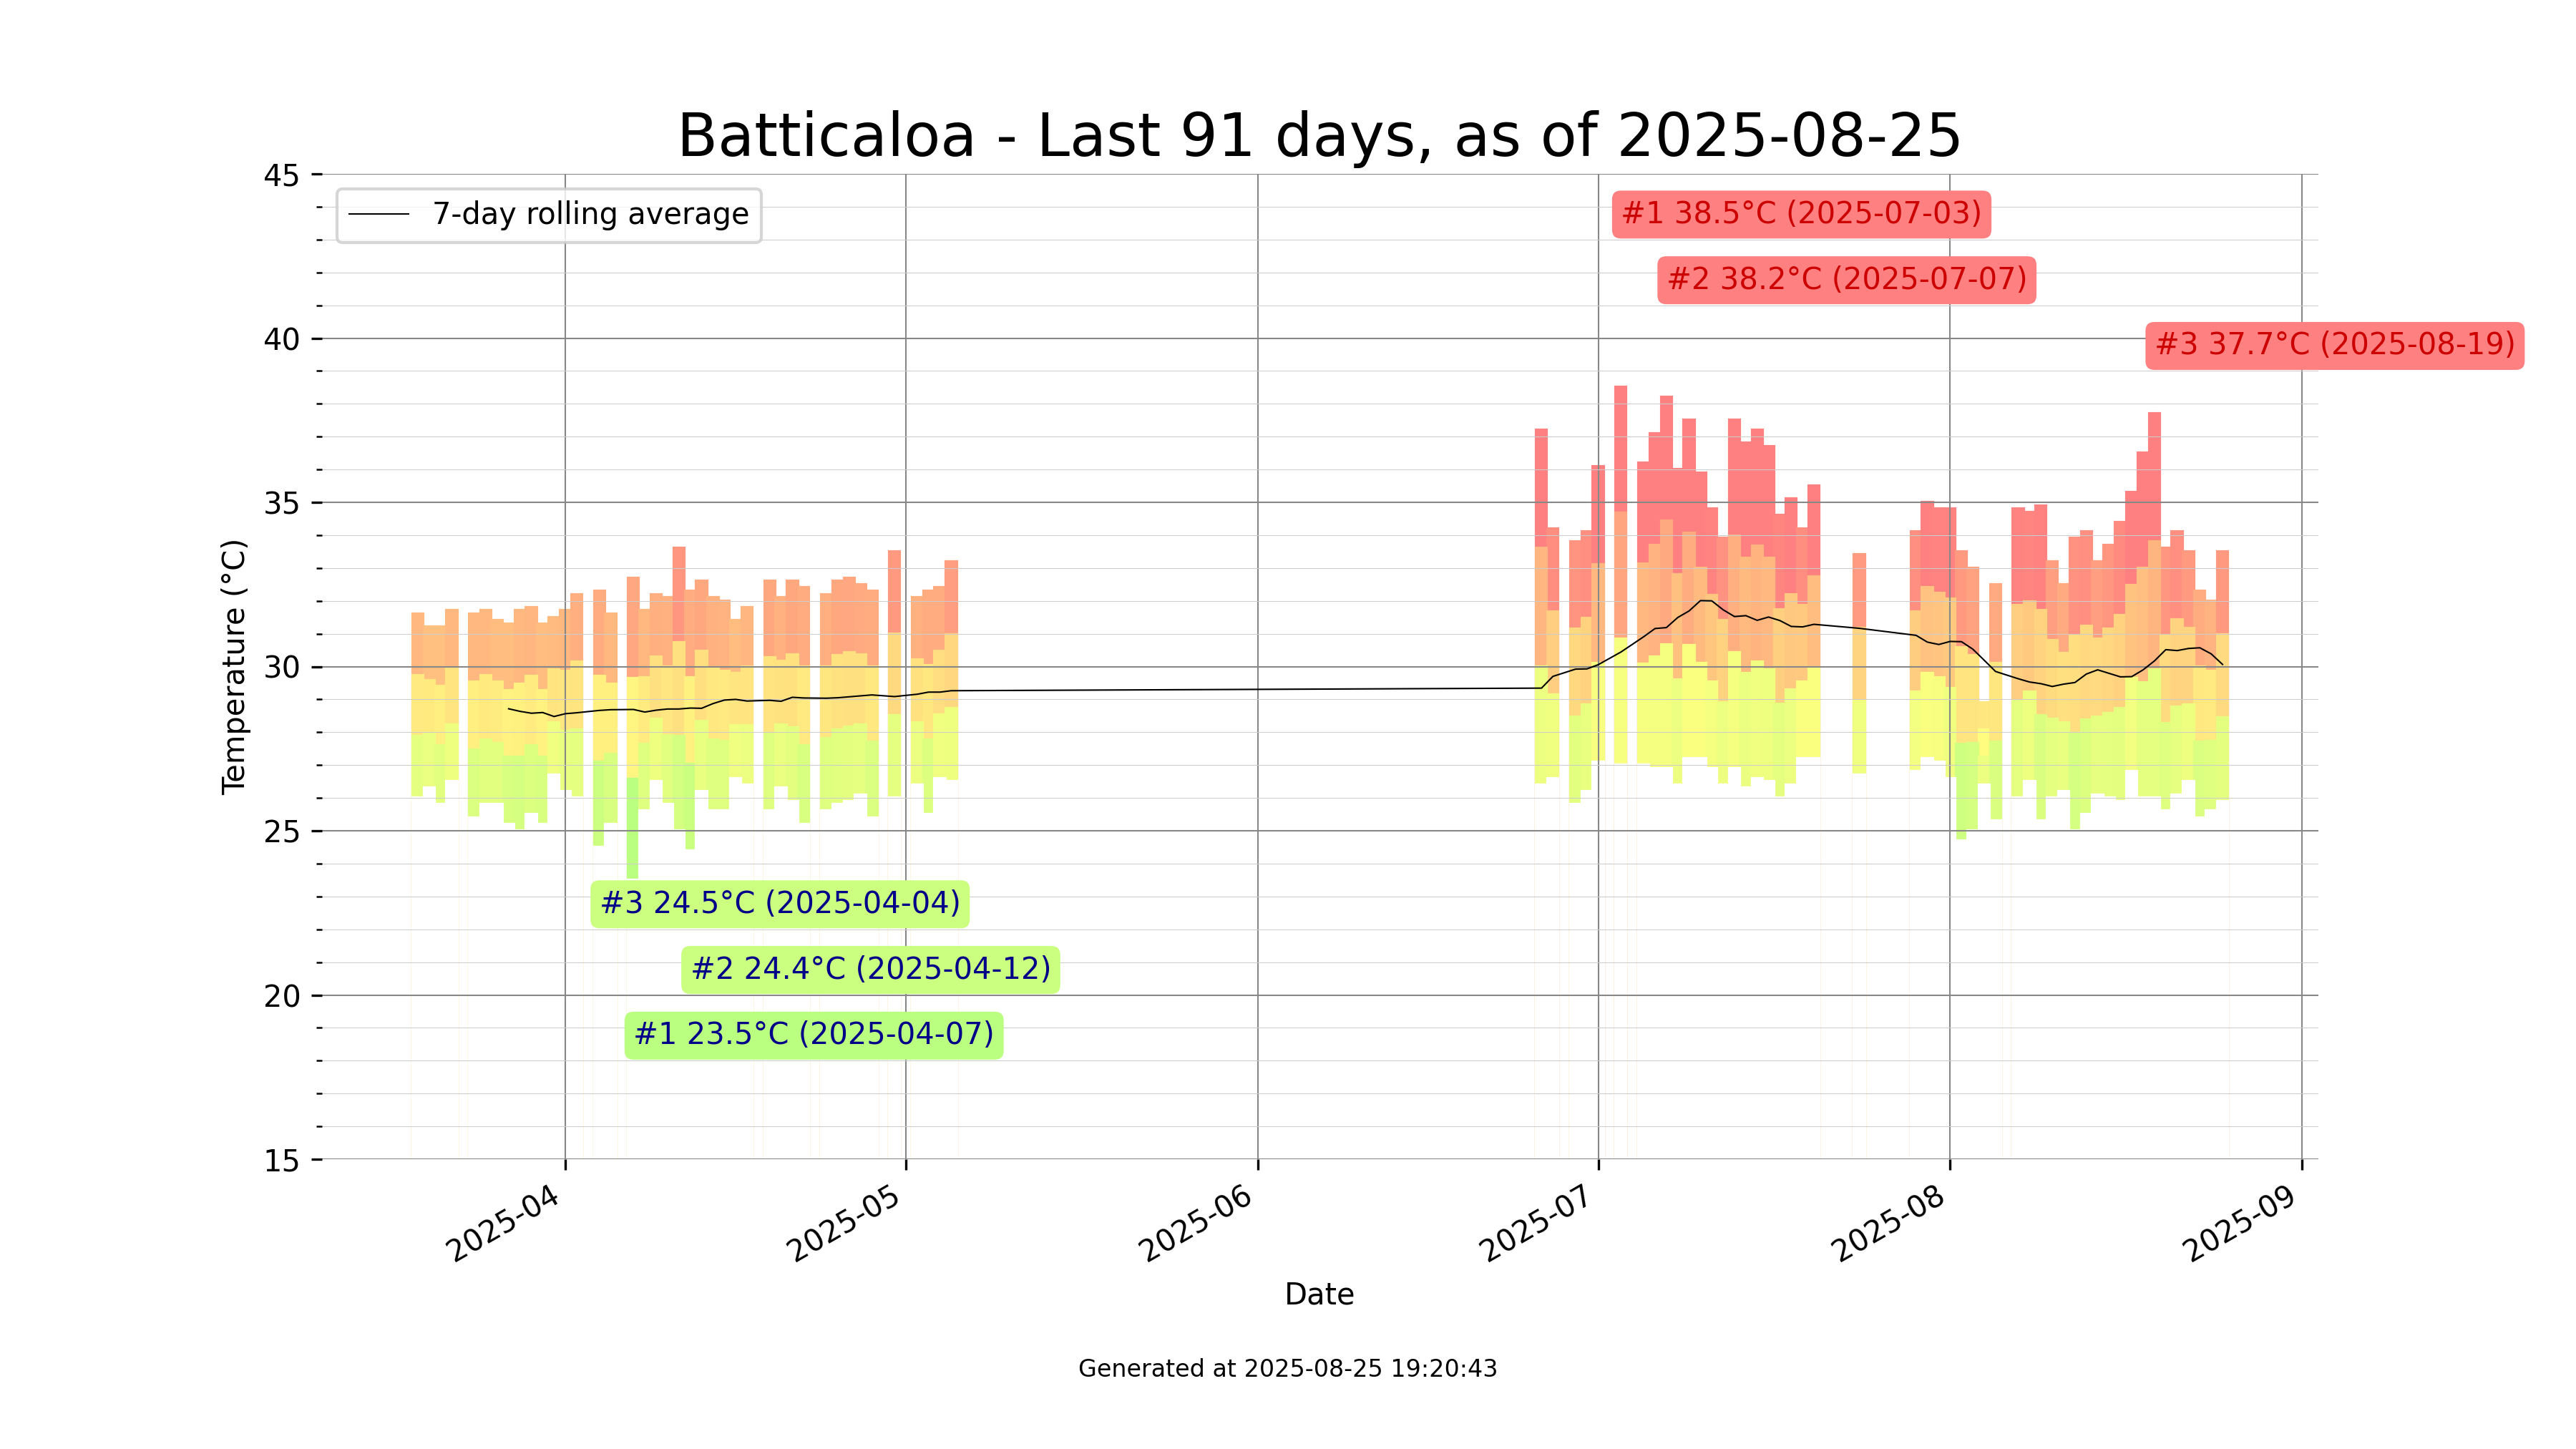 Batticaloa - Last 91 days, as of 2025-08-25
7-day rolling average
#1 38.5°C (2025-07-03)
#2 38.2°C (2025-07-07)
#3 37.7°C (2025-08-19)
45
40
35
30
25
20
15
Temperature (°C)
#3 24.5°C (2025-04-04)
#2 24.4°C (2025-04-12)
#1 23.5°C (2025-04-07)
2025-04
2025-05
2025-06
2025-07
2025-08
2025-09
Date
Generated at 2025-08-25 19:20:43